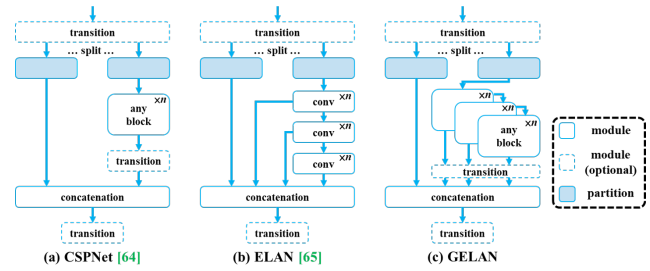 transition
... split ...
×n
any
block
transition
concatenation
transition
(a) CSPNet [64]
transition
... split ...
×n
conv
×n
conv
×n
conv
concatenation
transition
(b) ELAN [65]
transition
... split ...
×n
×n
×n
any
block
transition
concatenation
transition
(c) GELAN
module
module
(optional)
partition